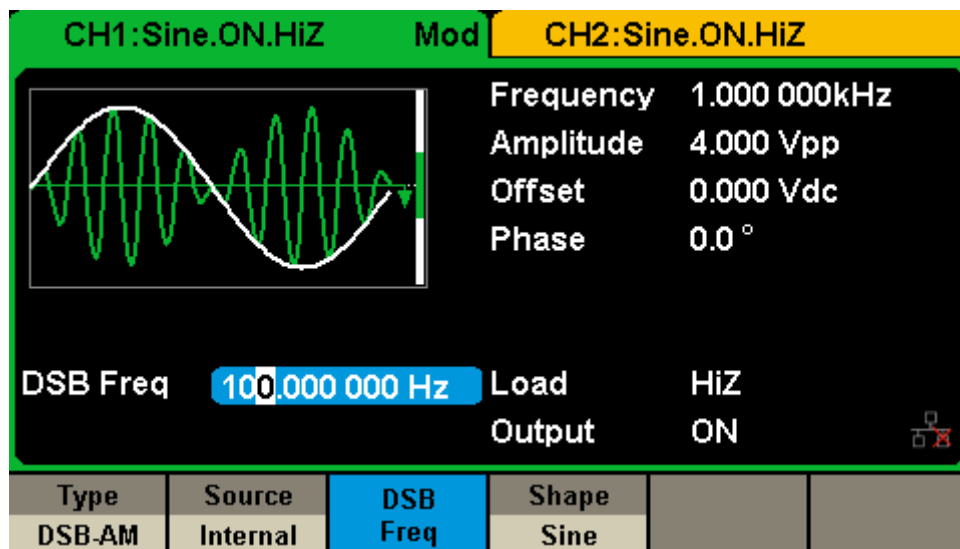 CH1:Sine.ON.HiZ Mod CH2:Sine.ON.HiZ
Frequency 1.000 000kHz
Amplitude 4.000 Vpp
Offset 0.000 Vdc
Phase 0.0 °
DSB Freq 100.000 000 Hz Load HiZ
Output ON
Type Source DSB Freq Shape
DSB-AM Internal Sine